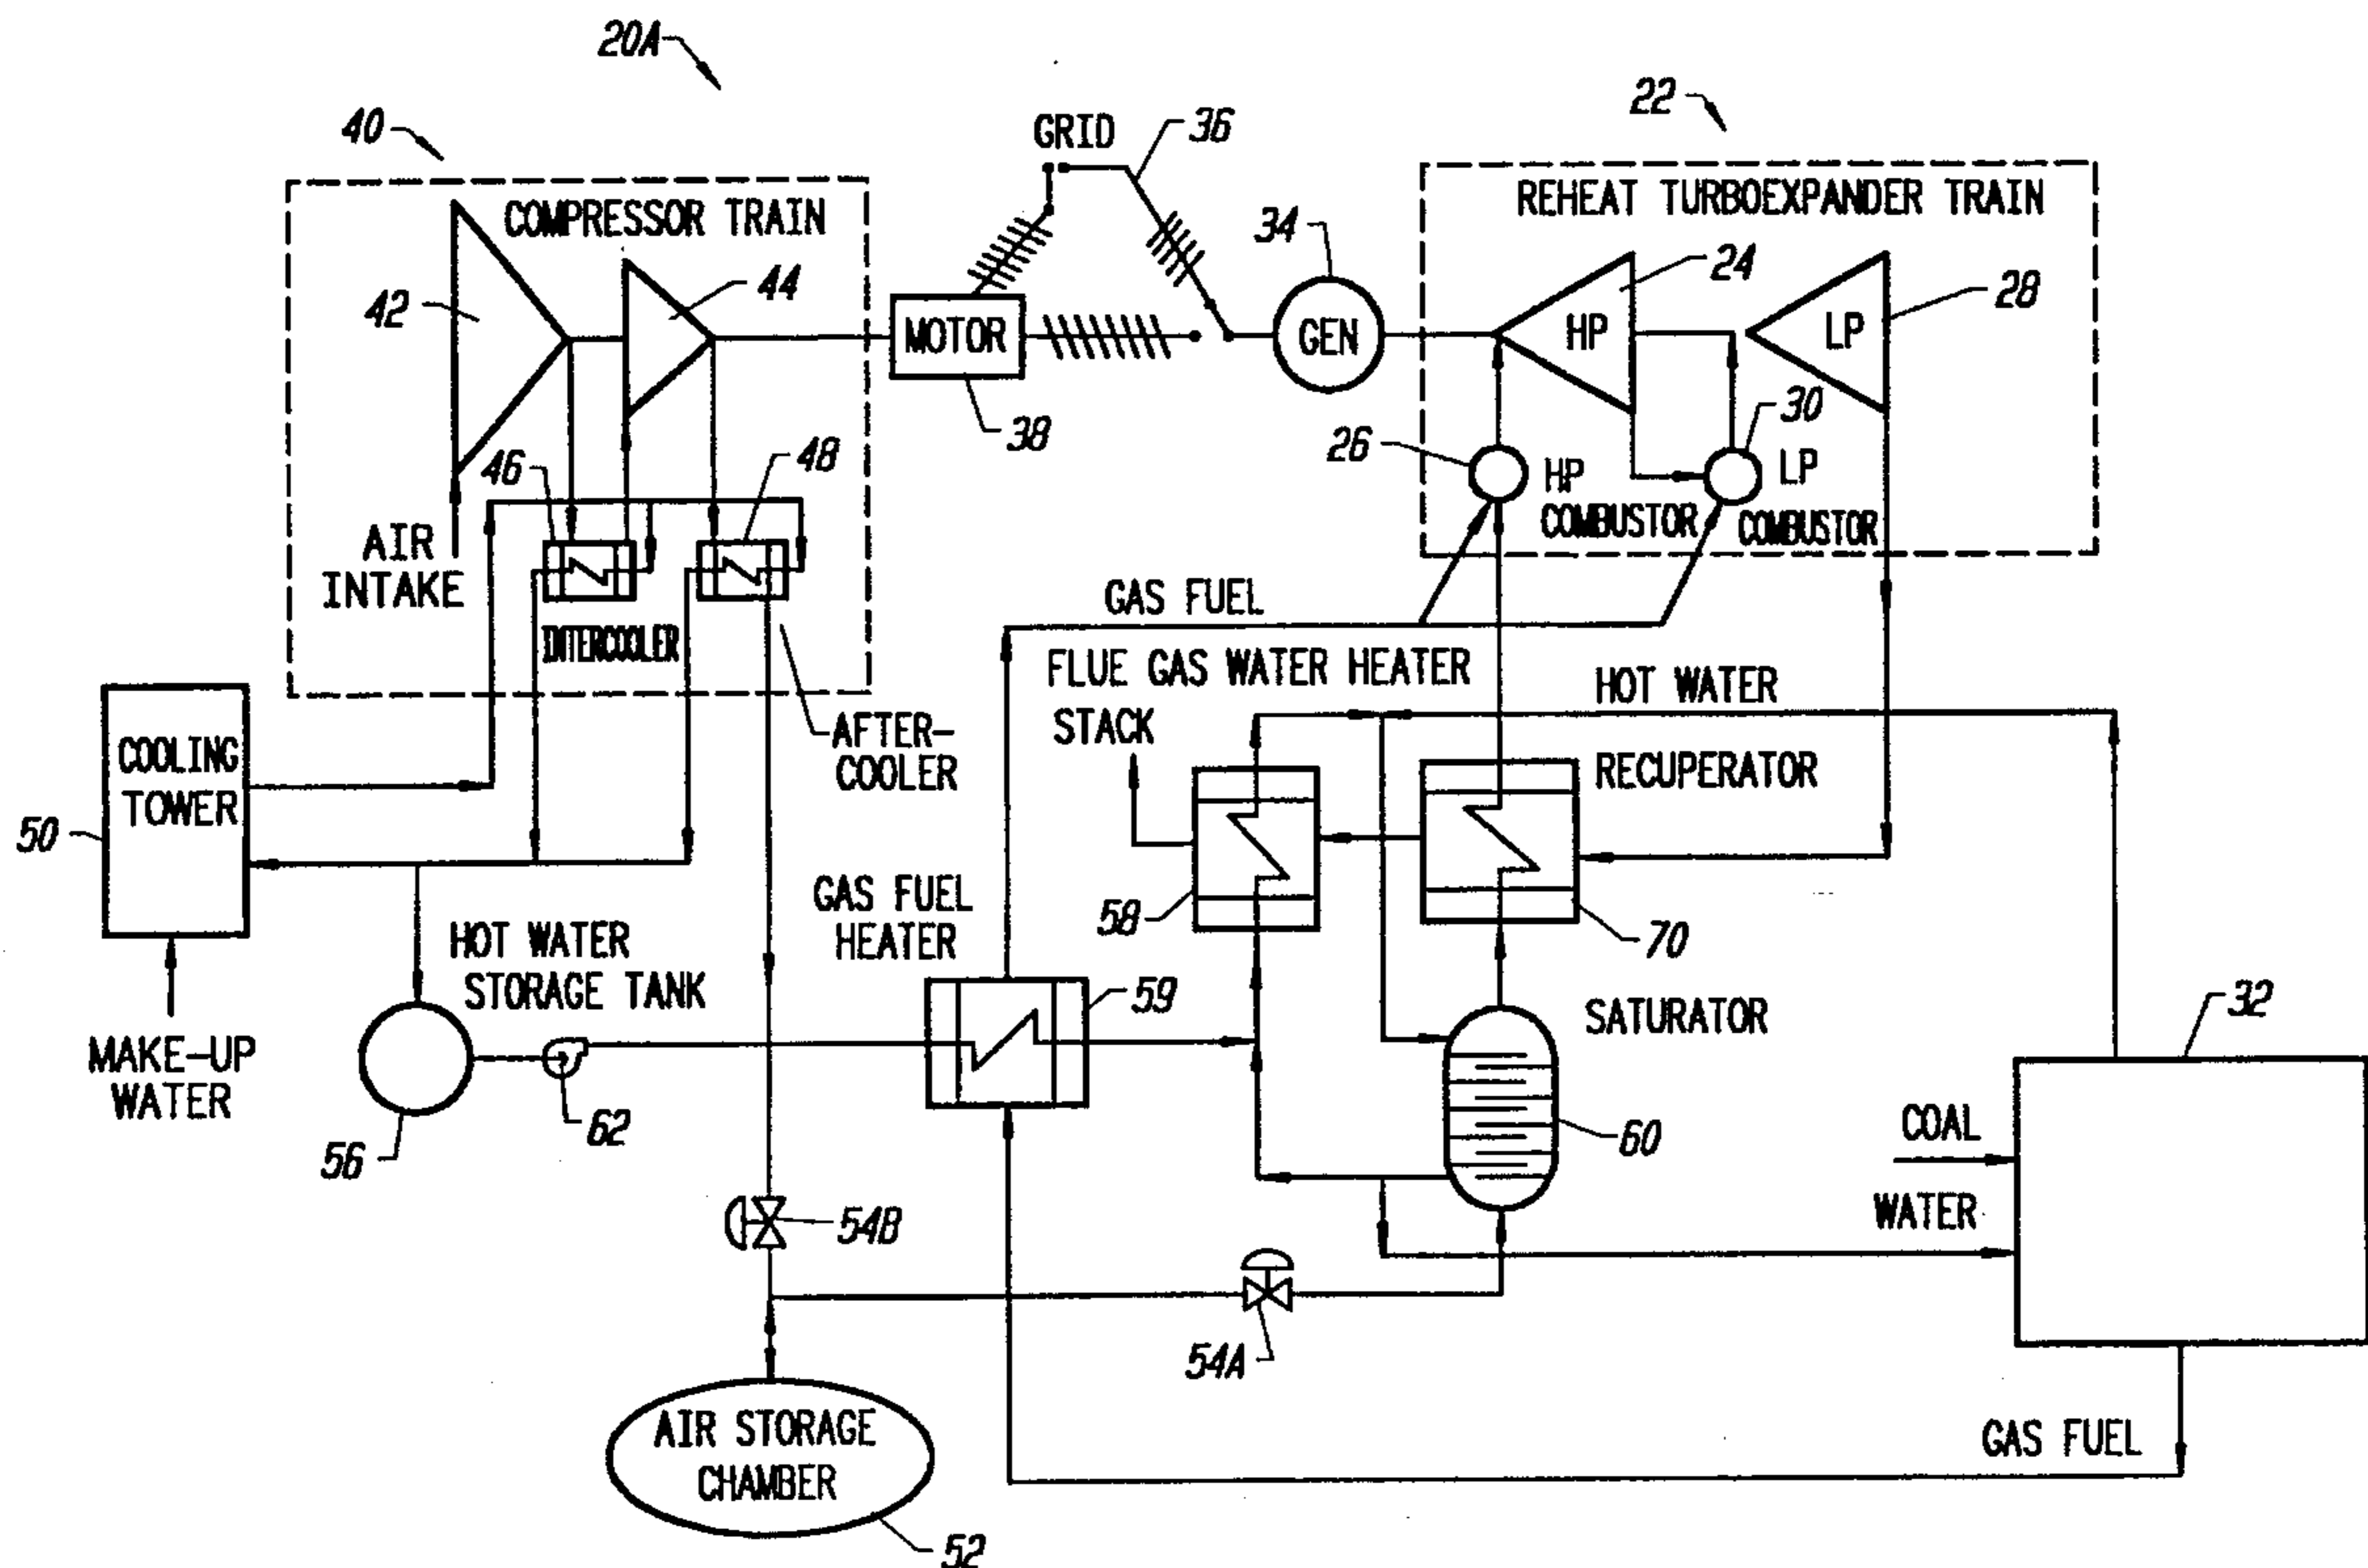 20A
40
COMPRESSOR TRAIN
42
44
46
48
AIR
INTAKE
INTERCOOLER
AFTER-
COOLER
GRID
36
MOTOR
38
34
GEN
22
REHEAT TURBOEXPANDER TRAIN
24
HP
28
LP
26
HP
COMBUSTOR
30
LP
COMBUSTOR
GAS FUEL
FLUE GAS WATER HEATER
STACK
HOT WATER
RECUPERATOR
COOLING
TOWER
50
MAKE-UP
WATER
HOT WATER
STORAGE TANK
56
62
GAS FUEL
HEATER
59
58
70
SATURATOR
60
32
COAL
WATER
54B
54A
AIR STORAGE
CHAMBER
52
GAS FUEL